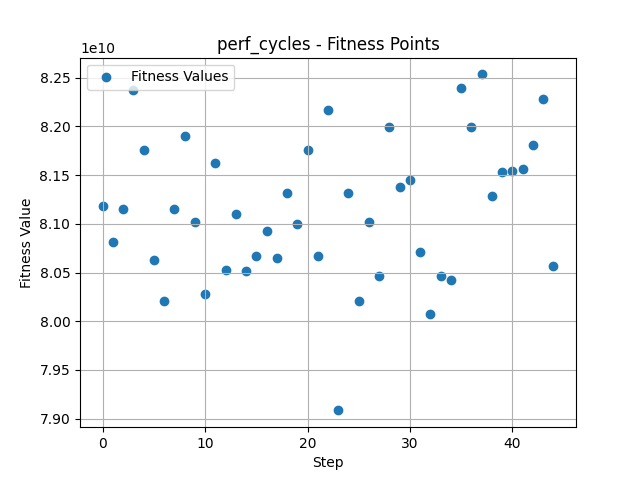 perf_cycles - Fitness Points
1e10
Fitness Values
8.25
8.20
8.15
8.10
8.05
8.00
7.95
7.90
Fitness Value
0 10 20 30 40
Step